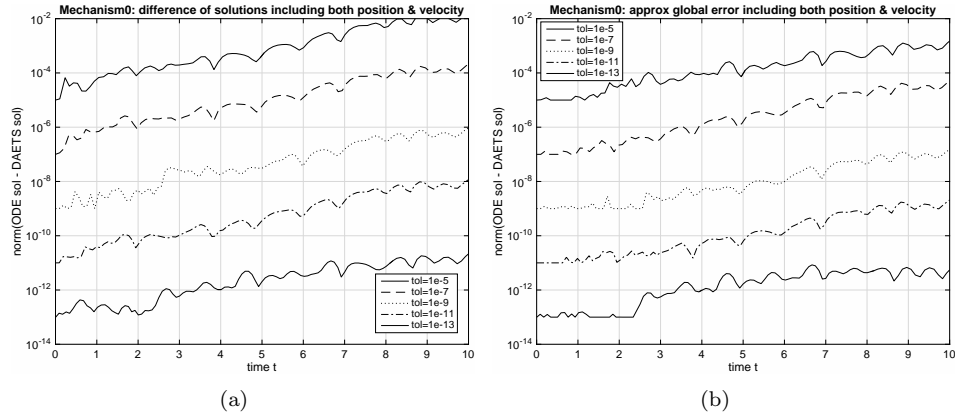 Mechanism0: difference of solutions including both position & velocity
norm(ODE sol - DAETS sol)
10-2
10-4
10-6
10-8
10-10
10-12
10-14
0 1 2 3 4 5 6 7 8 9 10
time t
tol=1e-5
tol=1e-7
tol=1e-9
tol=1e-11
tol=1e-13
(a)
Mechanism0: approx global error including both position & velocity
norm(ODE sol - DAETS sol)
10-2
10-4
10-6
10-8
10-10
10-12
10-14
0 1 2 3 4 5 6 7 8 9 10
time t
tol=1e-5
tol=1e-7
tol=1e-9
tol=1e-11
tol=1e-13
(b)